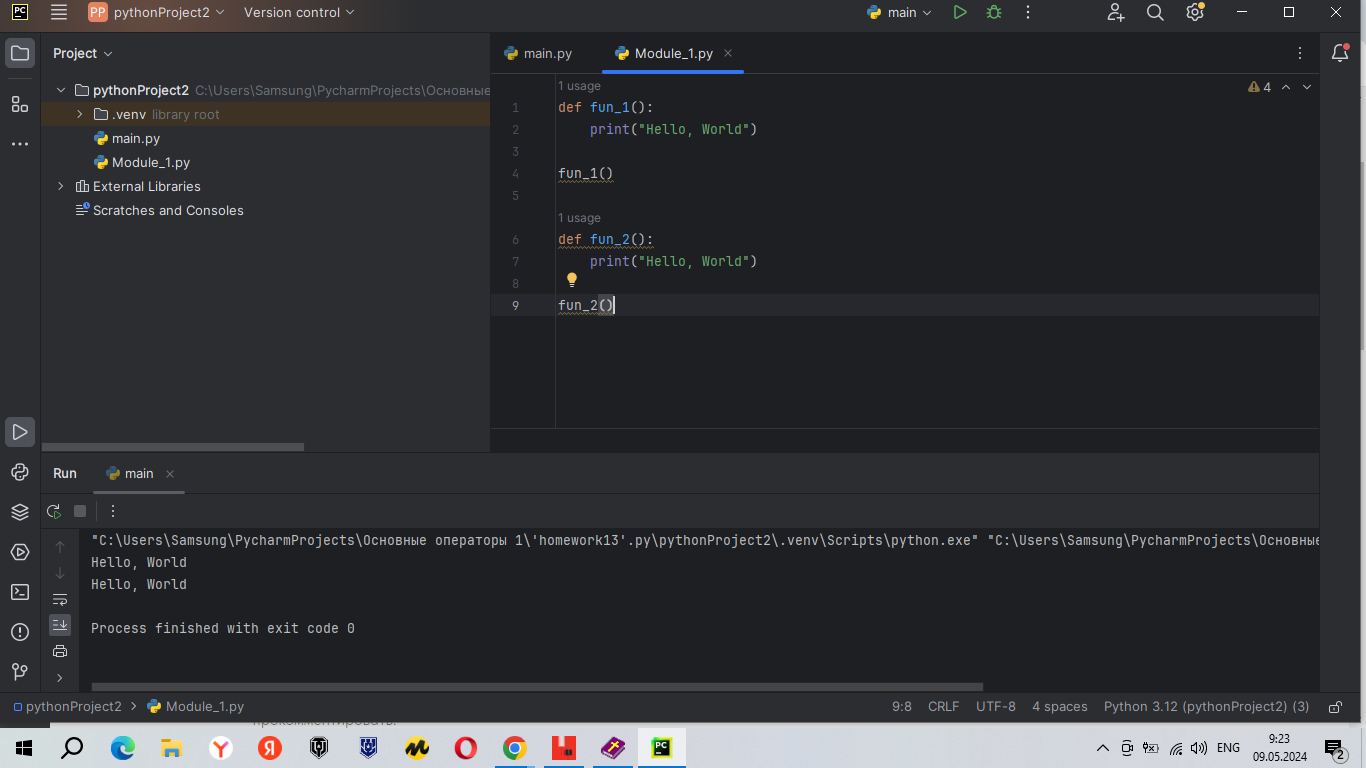 PC PP pythonProject2 Version control main
Project
main.py Module_1.py
pythonProject2 C:\Users\Samsung\PycharmProjects\Основные
.venv library root
main.py
Module_1.py
External Libraries
Scratches and Consoles
4
1 usage
1 def fun_1():
2 print("Hello, World")
3
4 fun_1()
5
1 usage
6 def fun_2():
7 print("Hello, World")
8
9 fun_2()
Run main
"C:\Users\Samsung\PycharmProjects\Основные операторы 1\'homework13'.py\pythonProject2\.venv\Scripts\python.exe" "C:\Users\Samsung\PycharmProjects\Основные
Hello, World
Hello, World
Process finished with exit code 0
pythonProject2 Module_1.py 9:8 CRLF UTF-8 4 spaces Python 3.12 (pythonProject2) (3)
прокомментировать.
Y Я PC ENG 9:23
09.05.2024 2